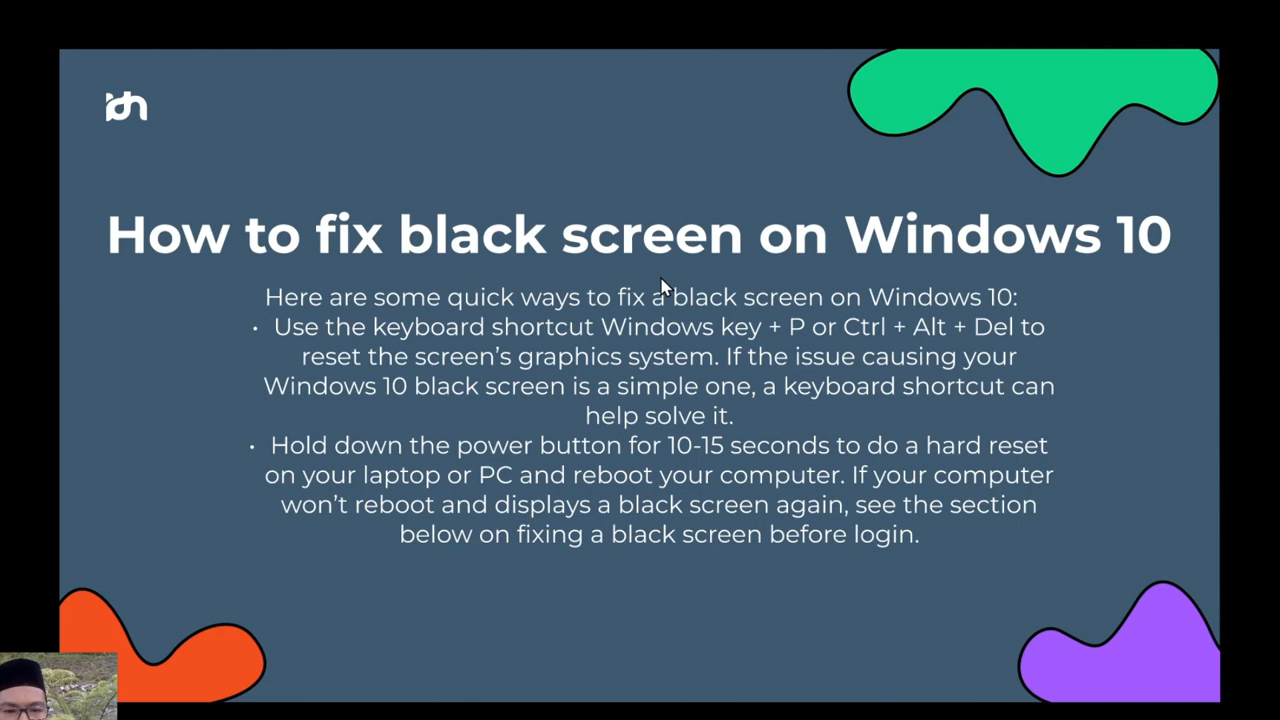 How to fix black screen on Windows 10
Here are some quick ways to fix a black screen on Windows 10:
• Use the keyboard shortcut Windows key + P or Ctrl + Alt + Del to
reset the screen’s graphics system. If the issue causing your
Windows 10 black screen is a simple one, a keyboard shortcut can
help solve it.
• Hold down the power button for 10-15 seconds to do a hard reset
on your laptop or PC and reboot your computer. If your computer
won’t reboot and displays a black screen again, see the section
below on fixing a black screen before login.